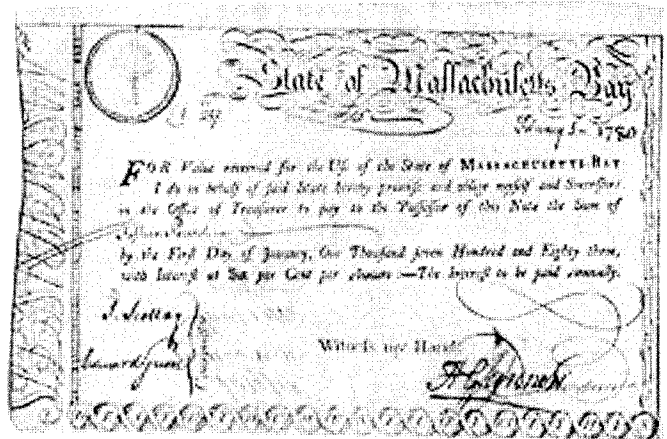 State of Massachusetts Bay
1780
FOR Value received for the Use of the State of MASSACHUSETTS-BAY
I do in behalf of said State hereby promise and oblige myself and Successors
in the Office of Treasurer to pay to the Possessor of this Note the Sum of
by the First Day of January, One Thousand seven Hundred and Eighty three,
with Interest at Six per Cent per Annum:—The Interest to be paid annually.
Witness my Hand